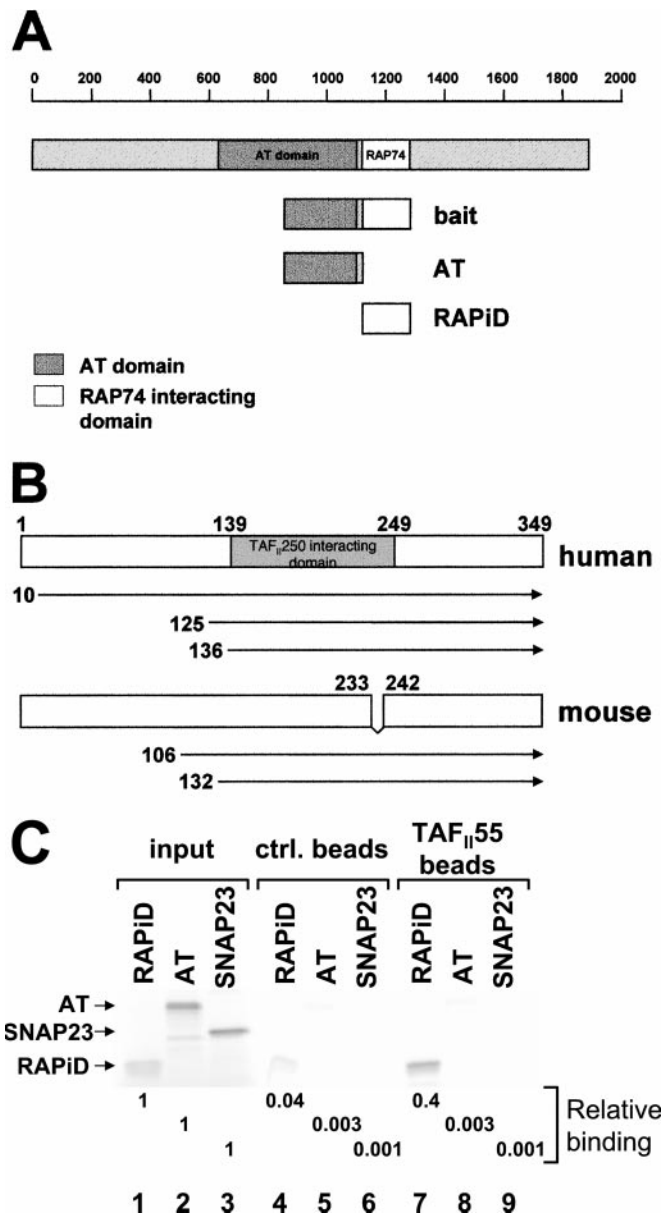 A
0 200 400 600 800 1000 1200 1400 1600 1800 2000
AT domain RAP74
bait
AT
RAPiD
AT domain
RAP74 interacting
domain
B
1 139 249 349
TAFII250 interacting
domain
human
10
125
136
233 242
mouse
106
132
C
input ctrl. beads TAFII55
beads
RAPiD AT SNAP23 RAPiD AT SNAP23 RAPiD AT SNAP23
AT
SNAP23
RAPiD
1 0.04 0.4
1 0.003 0.003
1 0.001 0.001
Relative
binding
1 2 3 4 5 6 7 8 9